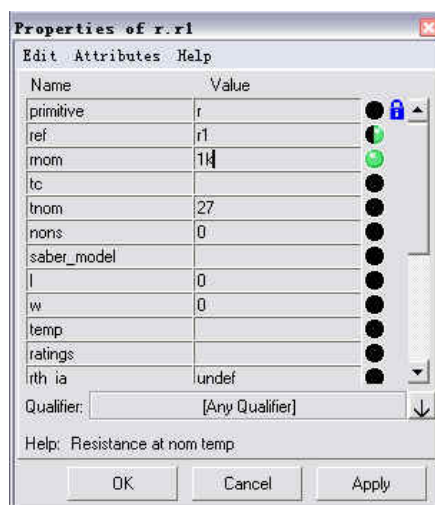 Properties of r.r1
Edit Attributes Help
Name Value
primitive r
ref r1
rnom 1k
tc
tnom 27
nons 0
saber_model
l 0
w 0
temp
ratings
rth_ja undef
Qualifier: [Any Qualifier]
Help: Resistance at nom temp
OK Cancel Apply